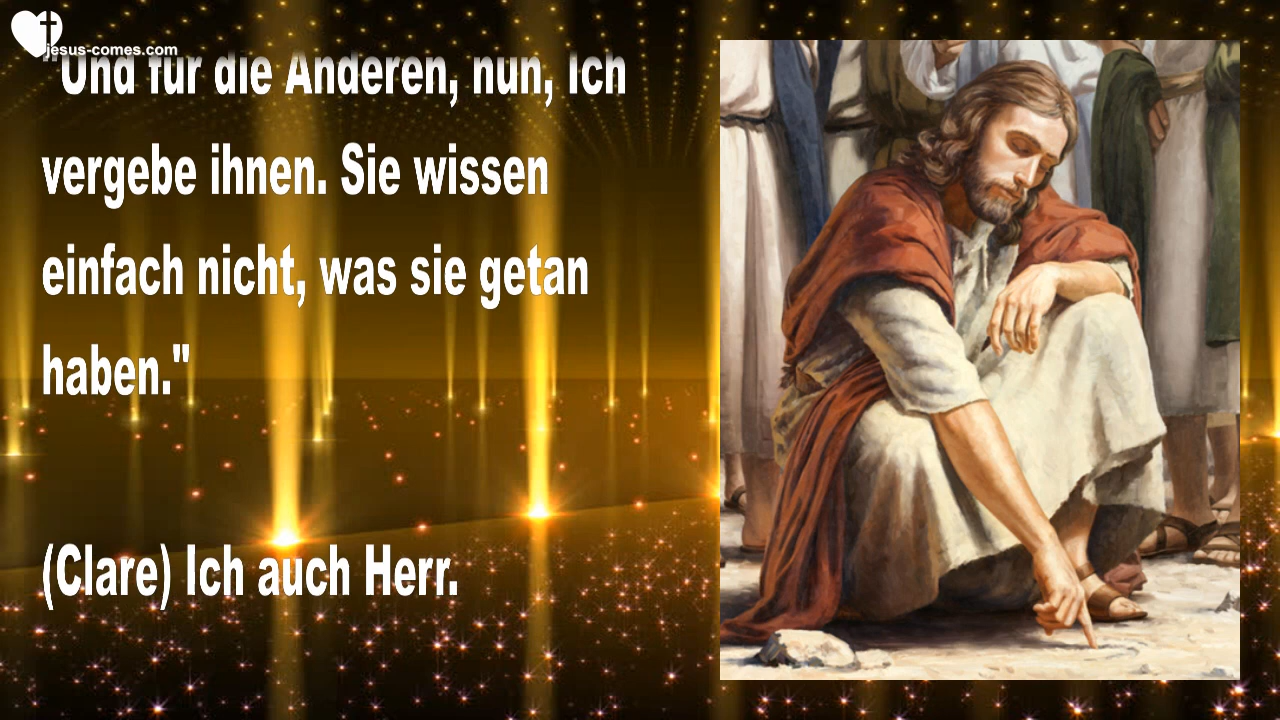 jesus-comes.com
"Und für die Anderen, nun, Ich
vergebe ihnen. Sie wissen
einfach nicht, was sie getan
haben."
(Clare) Ich auch Herr.